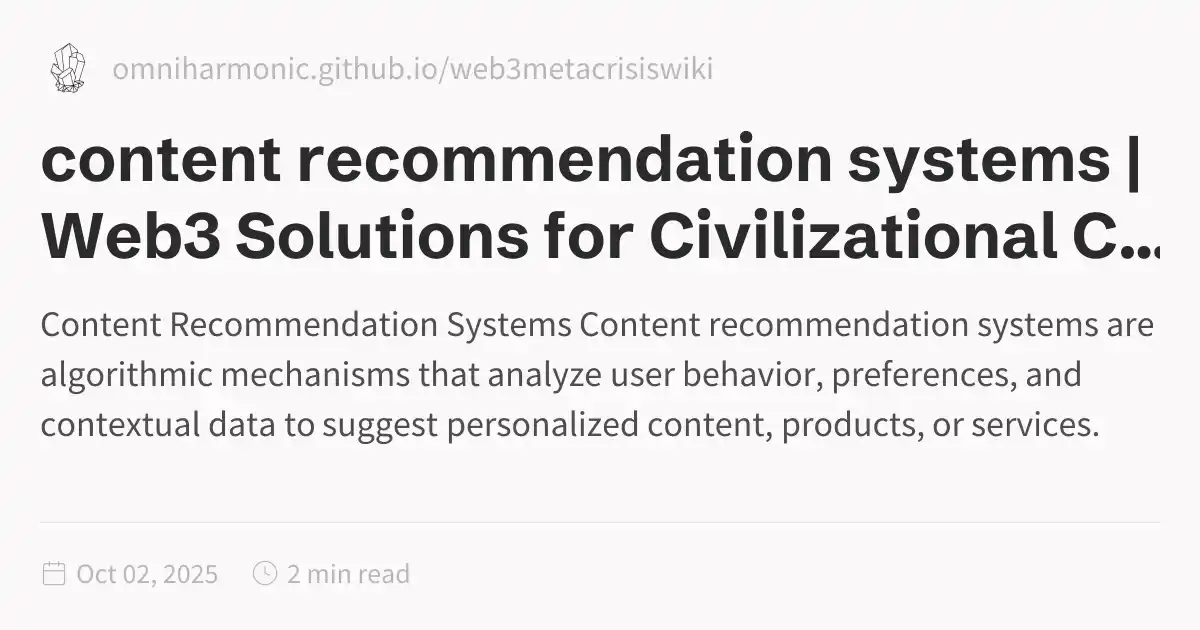 omniharmonic.github.io/web3metacrisiswiki
content recommendation systems |
Web3 Solutions for Civilizational C...
Content Recommendation Systems Content recommendation systems are
algorithmic mechanisms that analyze user behavior, preferences, and
contextual data to suggest personalized content, products, or services.
Oct 02, 2025 2 min read